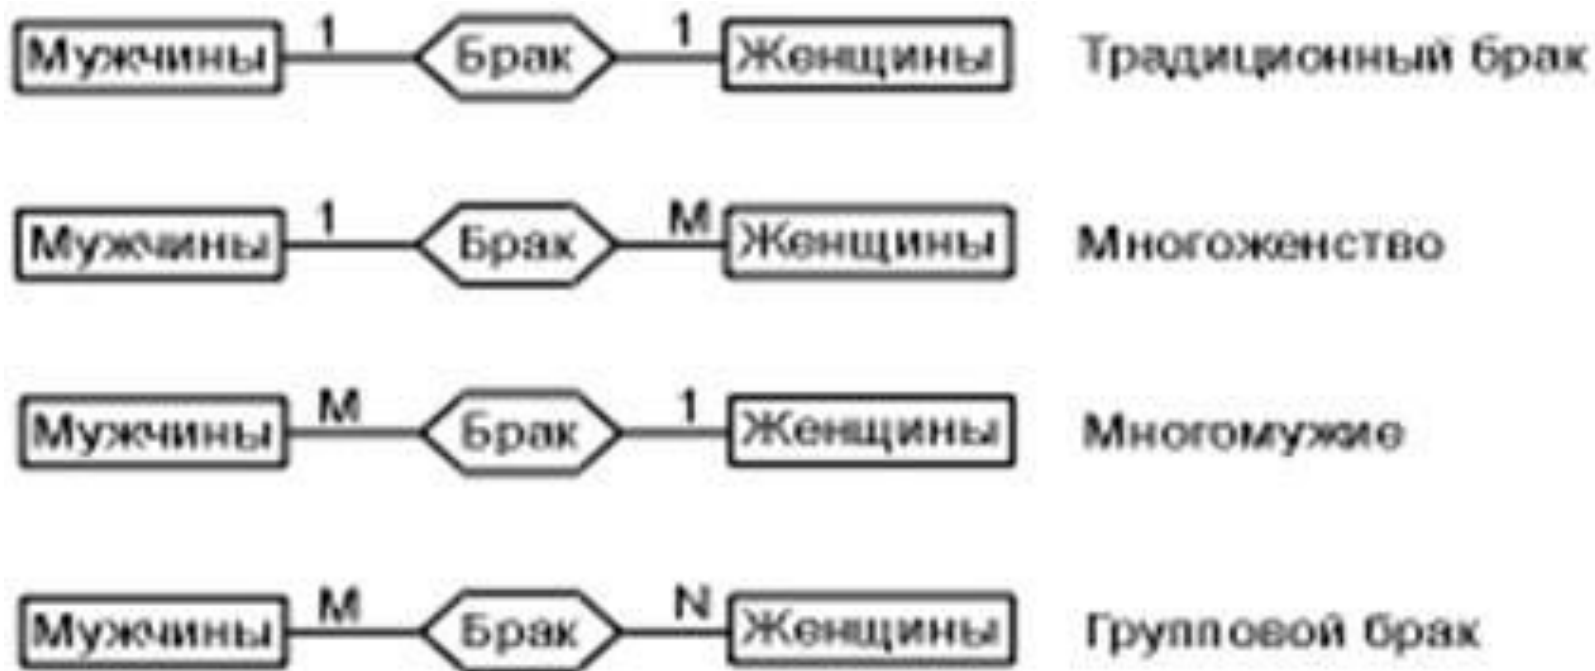 Мужчины 1 Брак 1 Женщины Традиционный брак
Мужчины 1 Брак М Женщины Многоженство
Мужчины М Брак 1 Женщины Многомужие
Мужчины М Брак N Женщины Групповой брак